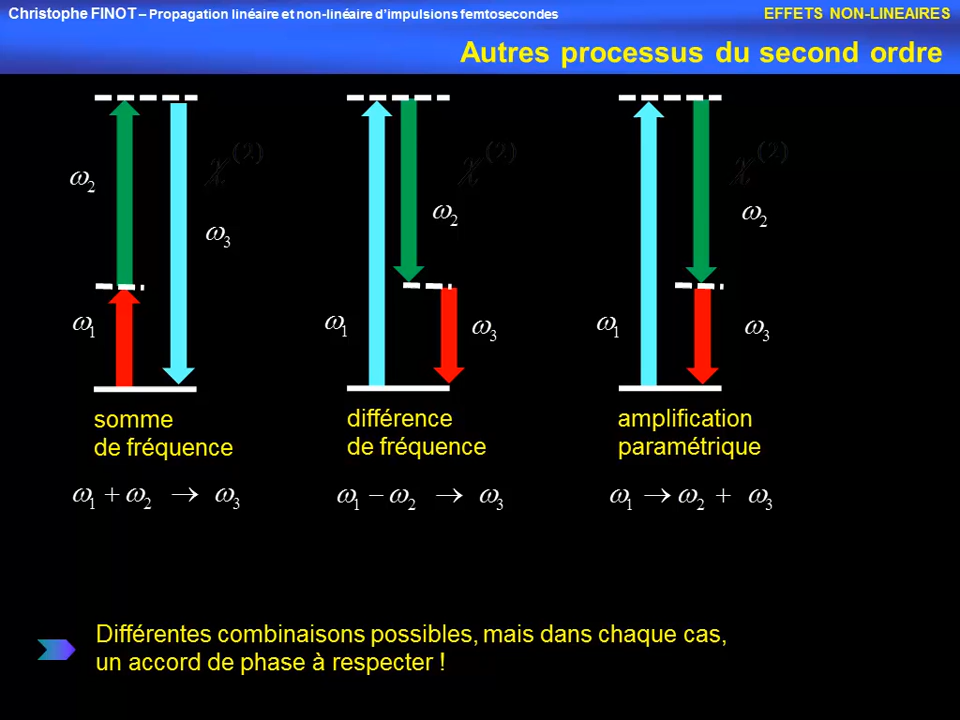 Christophe FINOT – Propagation linéaire et non-linéaire d'impulsions femtosecondes
EFFETS NON-LINEAIRES
Autres processus du second ordre
χ(2)
χ(2)
χ(2)
ω2
ω2
ω2
ω3
ω1
ω1
ω3
ω1
ω3
somme
de fréquence
différence
de fréquence
amplification
paramétrique
ω1 + ω2 → ω3
ω1 − ω2 → ω3
ω1 → ω2 + ω3
Différentes combinaisons possibles, mais dans chaque cas,
un accord de phase à respecter !